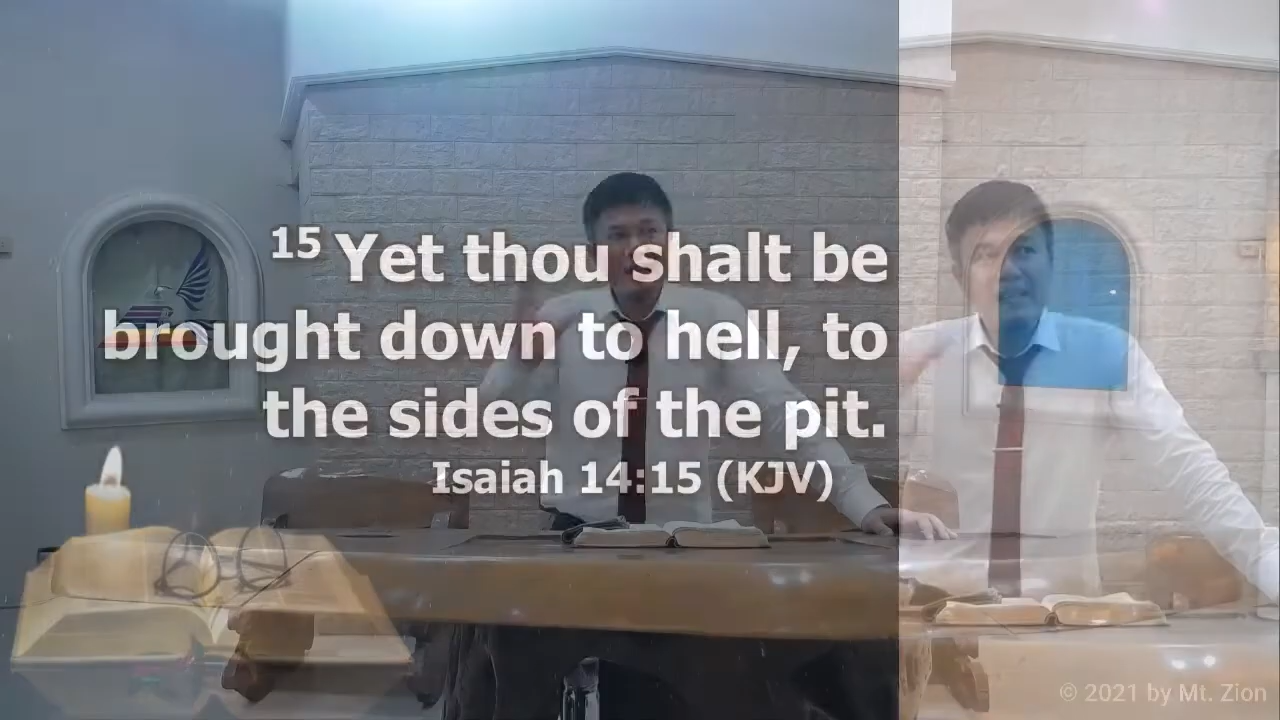 15 Yet thou shalt be
brought down to hell, to
the sides of the pit.
Isaiah 14:15 (KJV)
© 2021 by Mt. Zion